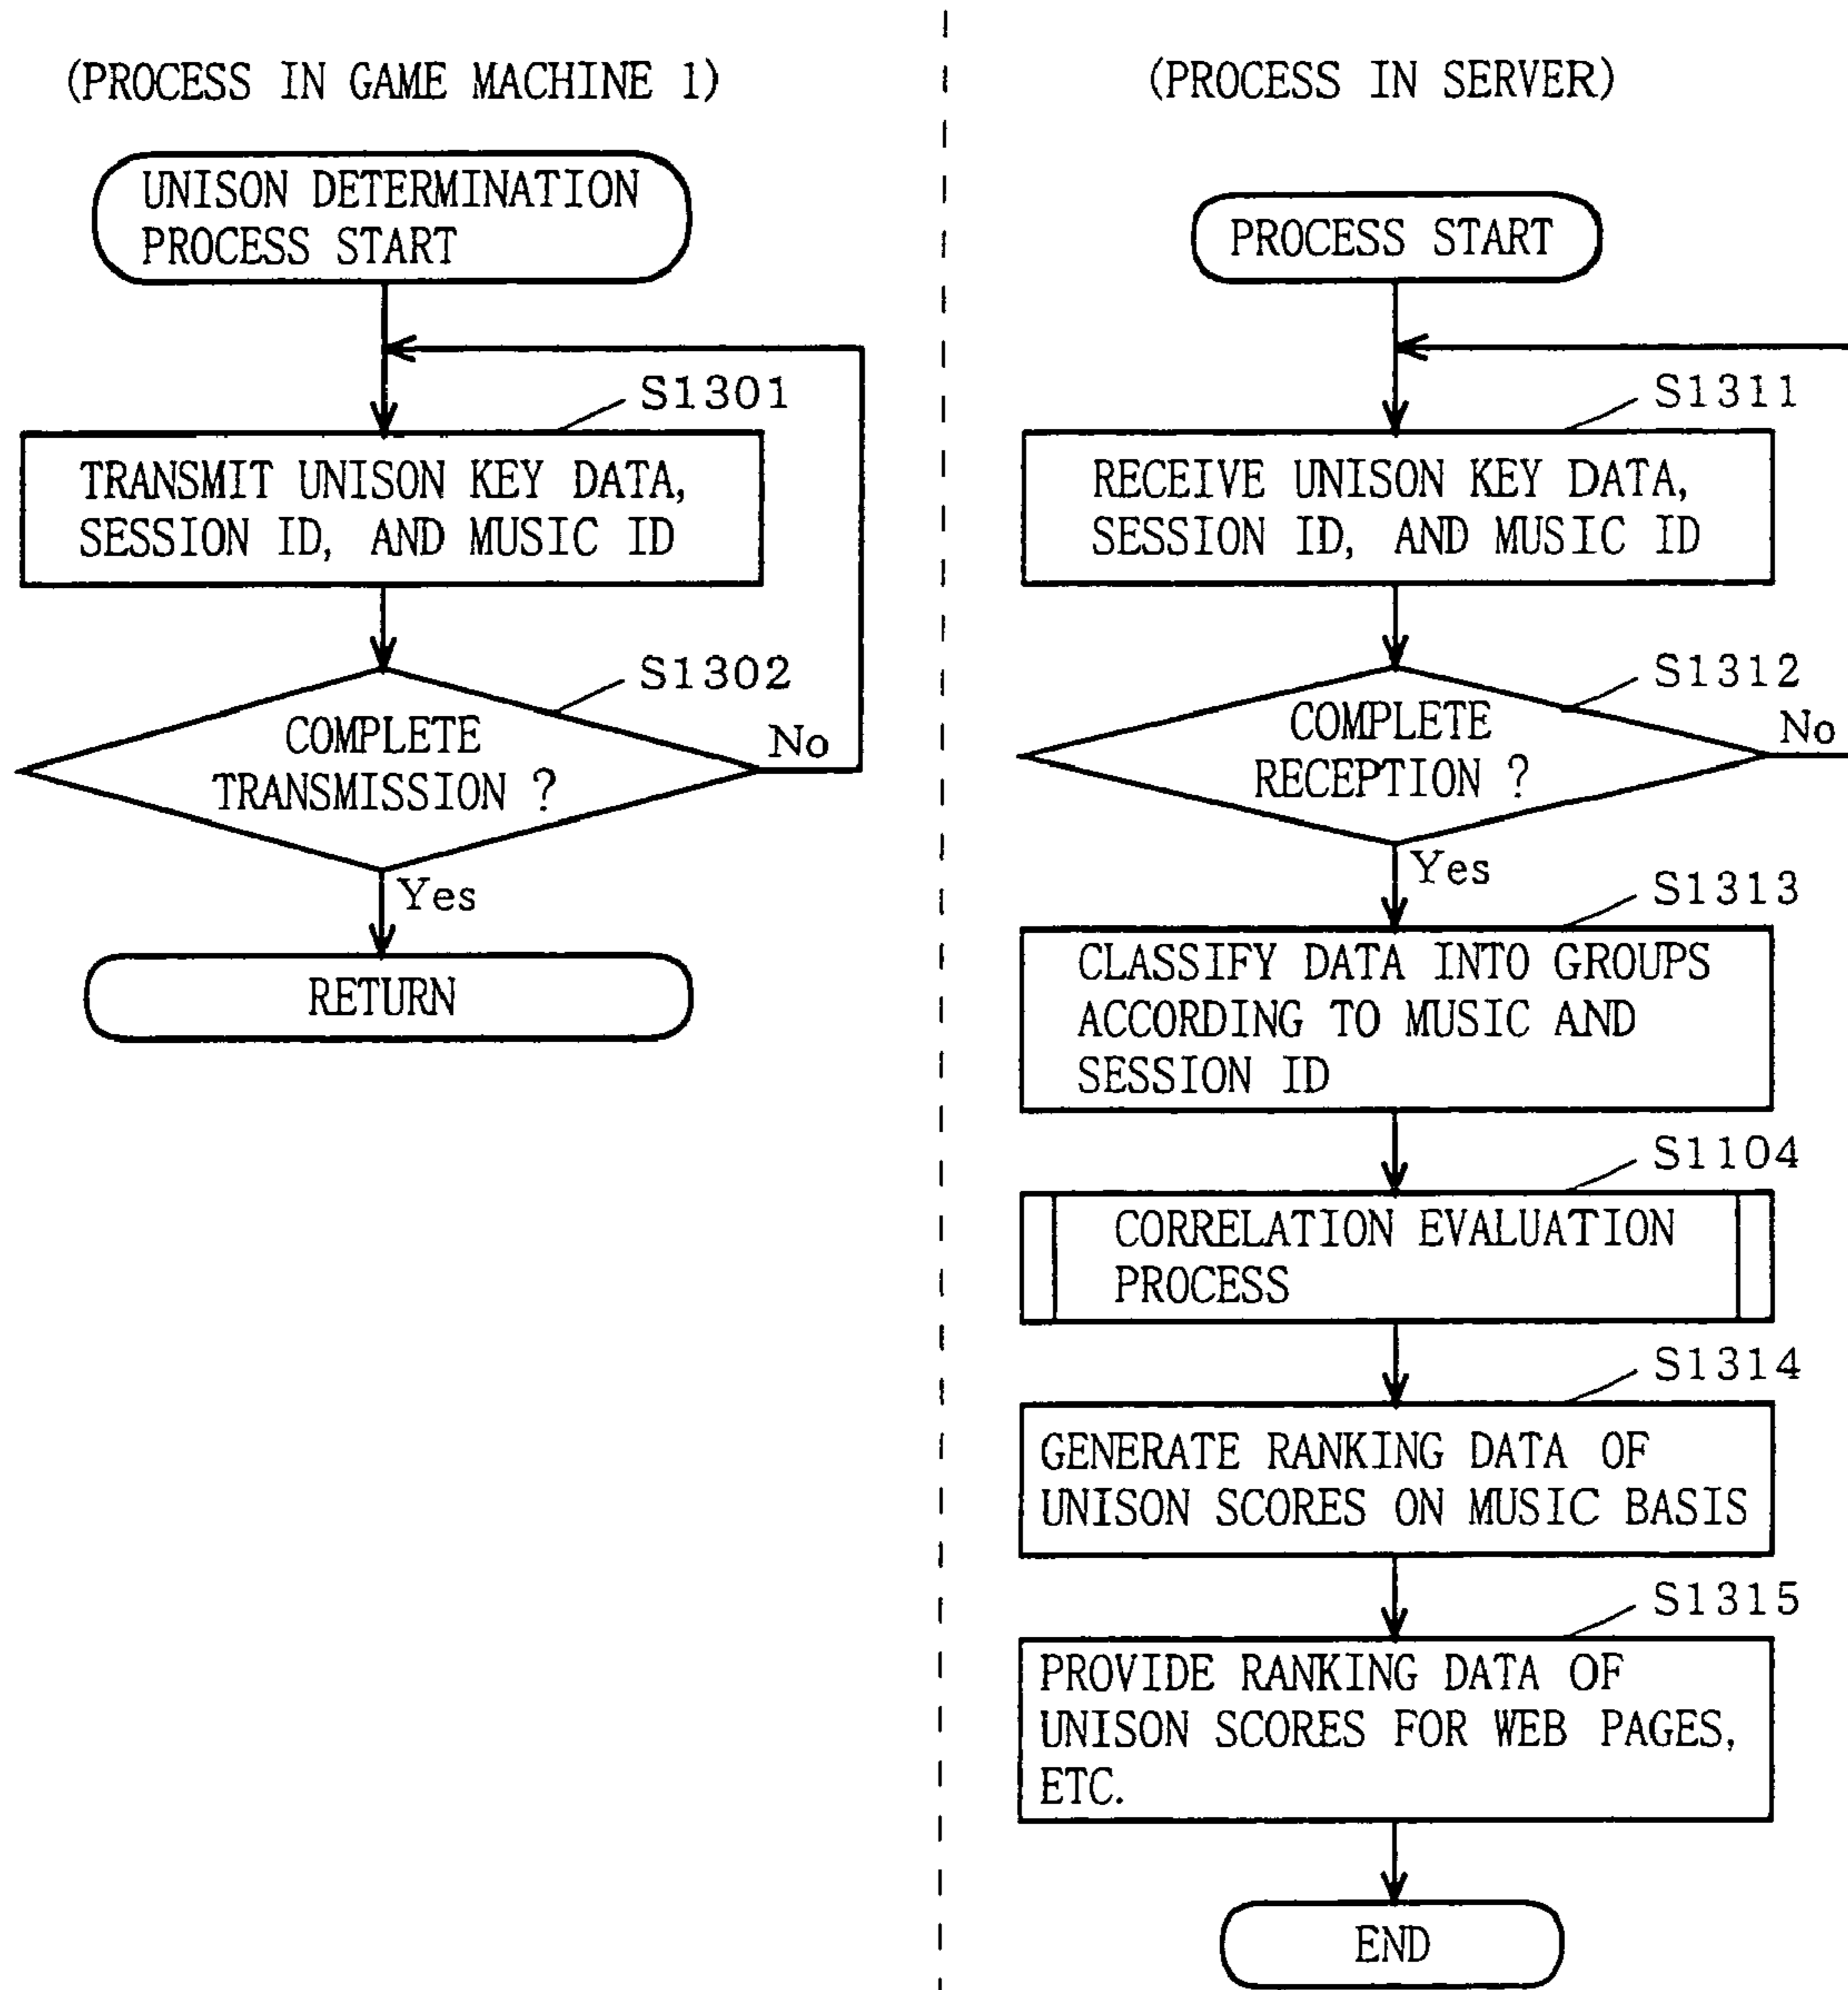 (PROCESS IN GAME MACHINE 1)
UNISON DETERMINATION
PROCESS START
S1301
TRANSMIT UNISON KEY DATA,
SESSION ID, AND MUSIC ID
S1302
COMPLETE
TRANSMISSION ?
No
Yes
RETURN
(PROCESS IN SERVER)
PROCESS START
S1311
RECEIVE UNISON KEY DATA,
SESSION ID, AND MUSIC ID
S1312
COMPLETE
RECEPTION ?
No
Yes
S1313
CLASSIFY DATA INTO GROUPS
ACCORDING TO MUSIC AND
SESSION ID
S1104
CORRELATION EVALUATION
PROCESS
S1314
GENERATE RANKING DATA OF
UNISON SCORES ON MUSIC BASIS
S1315
PROVIDE RANKING DATA OF
UNISON SCORES FOR WEB PAGES,
ETC.
END